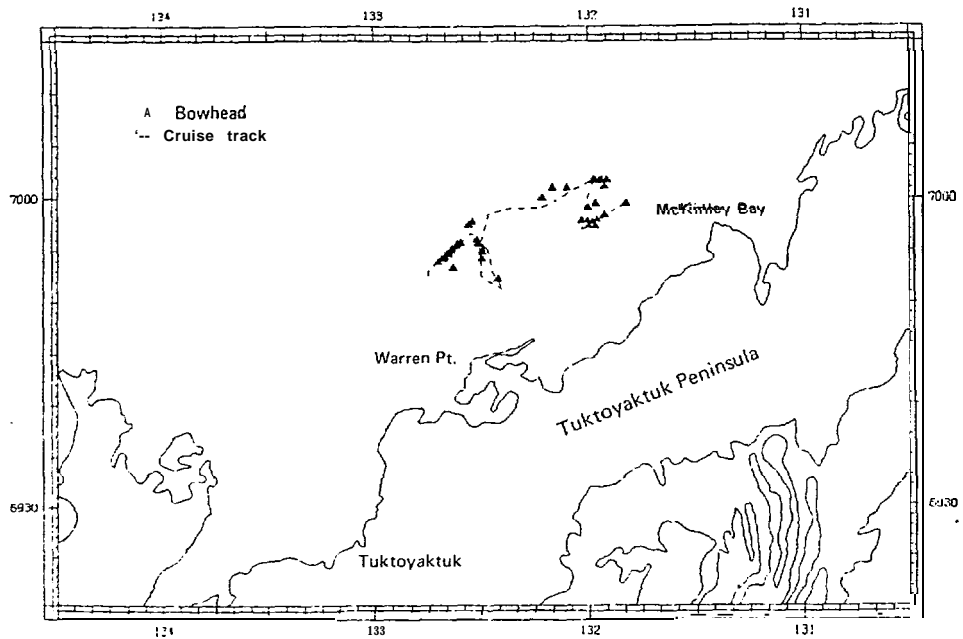 134 133 132 131
▲ Bowhead
-- Cruise track
7000 7000
McKinley Bay
Warren Pt.
Tuktoyaktuk Peninsula
6930
Tuktoyaktuk
133 132 131